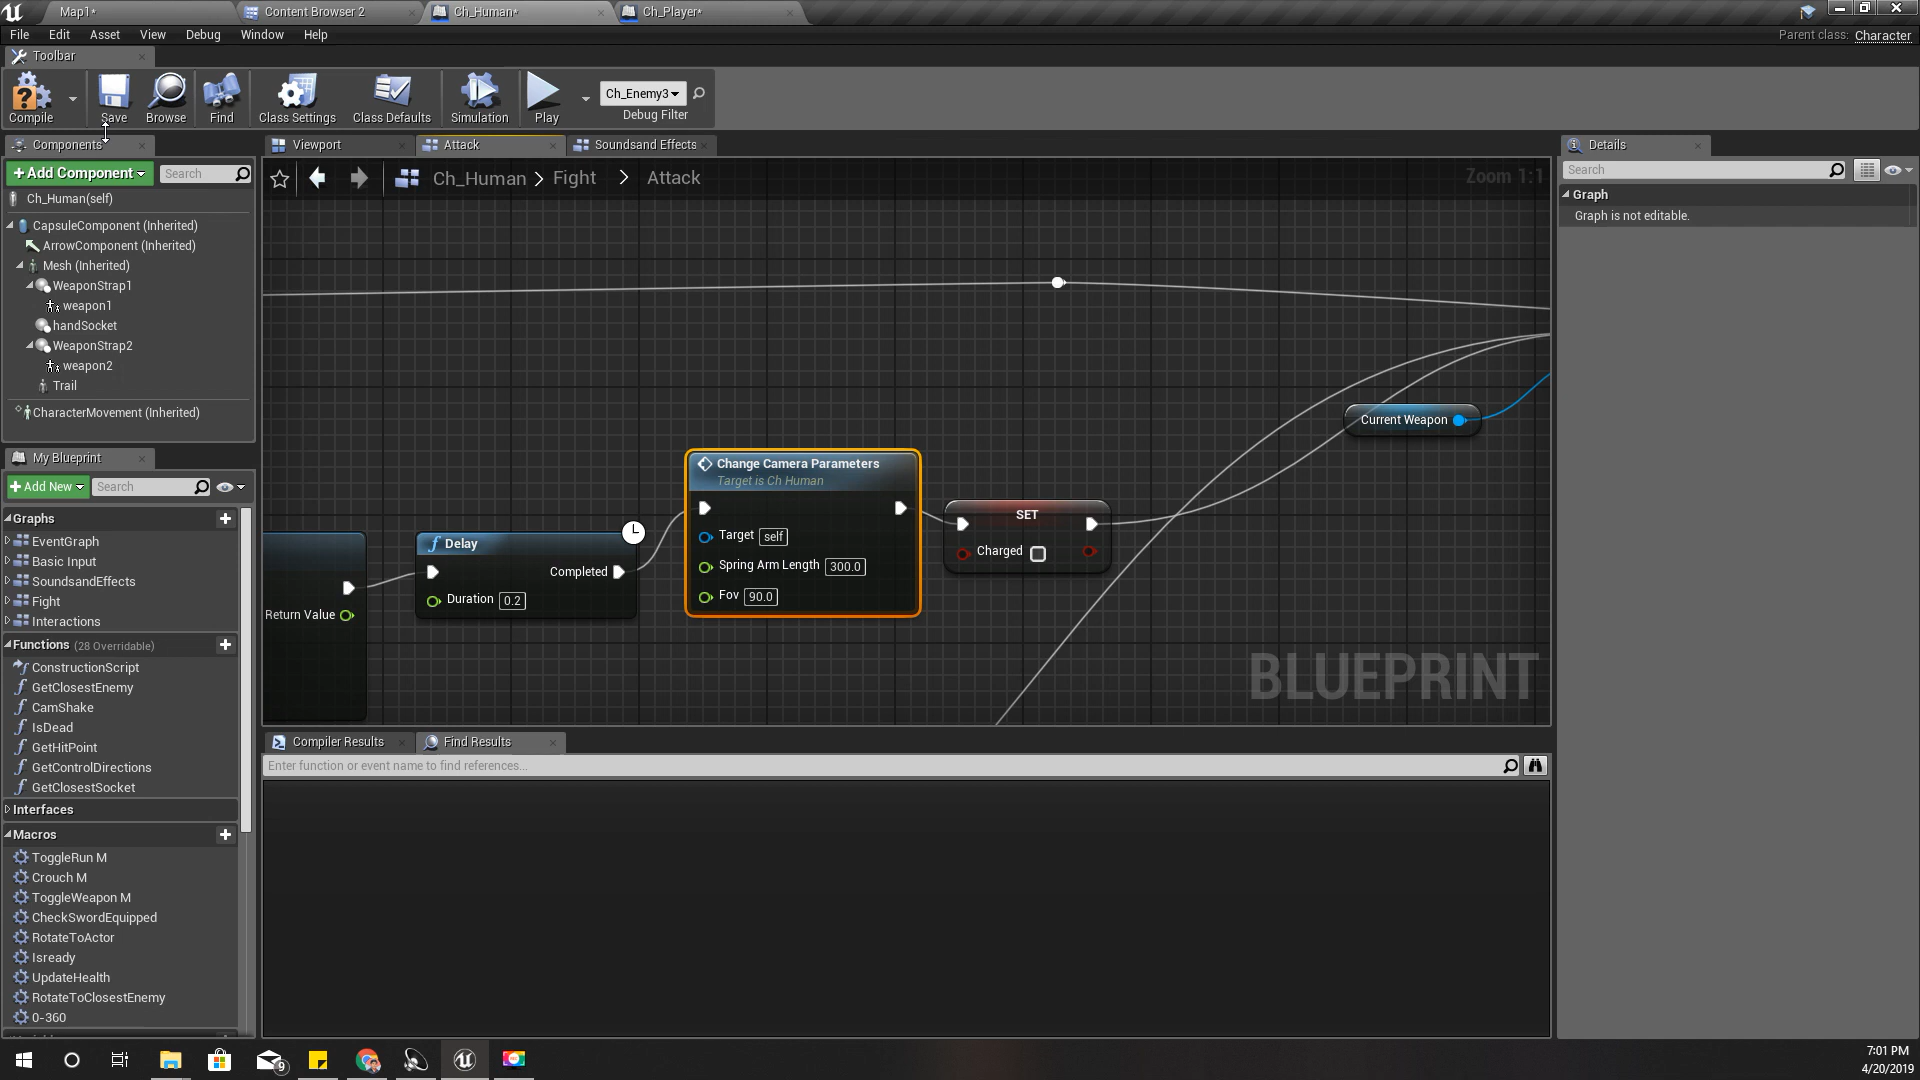 Map1*
Content Browser 2
Ch_Human*
Ch_Player*
File Edit Asset View Debug Window Help
Parent class: Character
Toolbar
Compile
Save
Browse
Find
Class Settings
Class Defaults
Simulation
Play
Ch_Enemy3
Debug Filter
Components
+ Add Component
Search
Ch_Human(self)
CapsuleComponent (Inherited)
ArrowComponent (Inherited)
Mesh (Inherited)
WeaponStrap1
weapon1
handSocket
WeaponStrap2
weapon2
Trail
CharacterMovement (Inherited)
My Blueprint
+ Add New
Search
Graphs
EventGraph
Basic Input
SoundsandEffects
Fight
Interactions
Functions (28 Overridable)
ConstructionScript
GetClosestEnemy
CamShake
IsDead
GetHitPoint
GetControlDirections
GetClosestSocket
Interfaces
Macros
ToggleRun M
Crouch M
ToggleWeapon M
CheckSwordEquipped
RotateToActor
Isready
UpdateHealth
RotateToClosestEnemy
0-360
Viewport
Attack
Soundsand Effects
Ch_Human > Fight > Attack
Zoom 1:1
Current Weapon
Change Camera Parameters
Target is Ch Human
Target self
Spring Arm Length 300.0
Fov 90.0
SET
Charged
Delay
Completed
Duration 0.2
Return Value
BLUEPRINT
Compiler Results
Find Results
Enter function or event name to find references...
Details
Search
Graph
Graph is not editable.
9
7:01 PM
4/20/2019